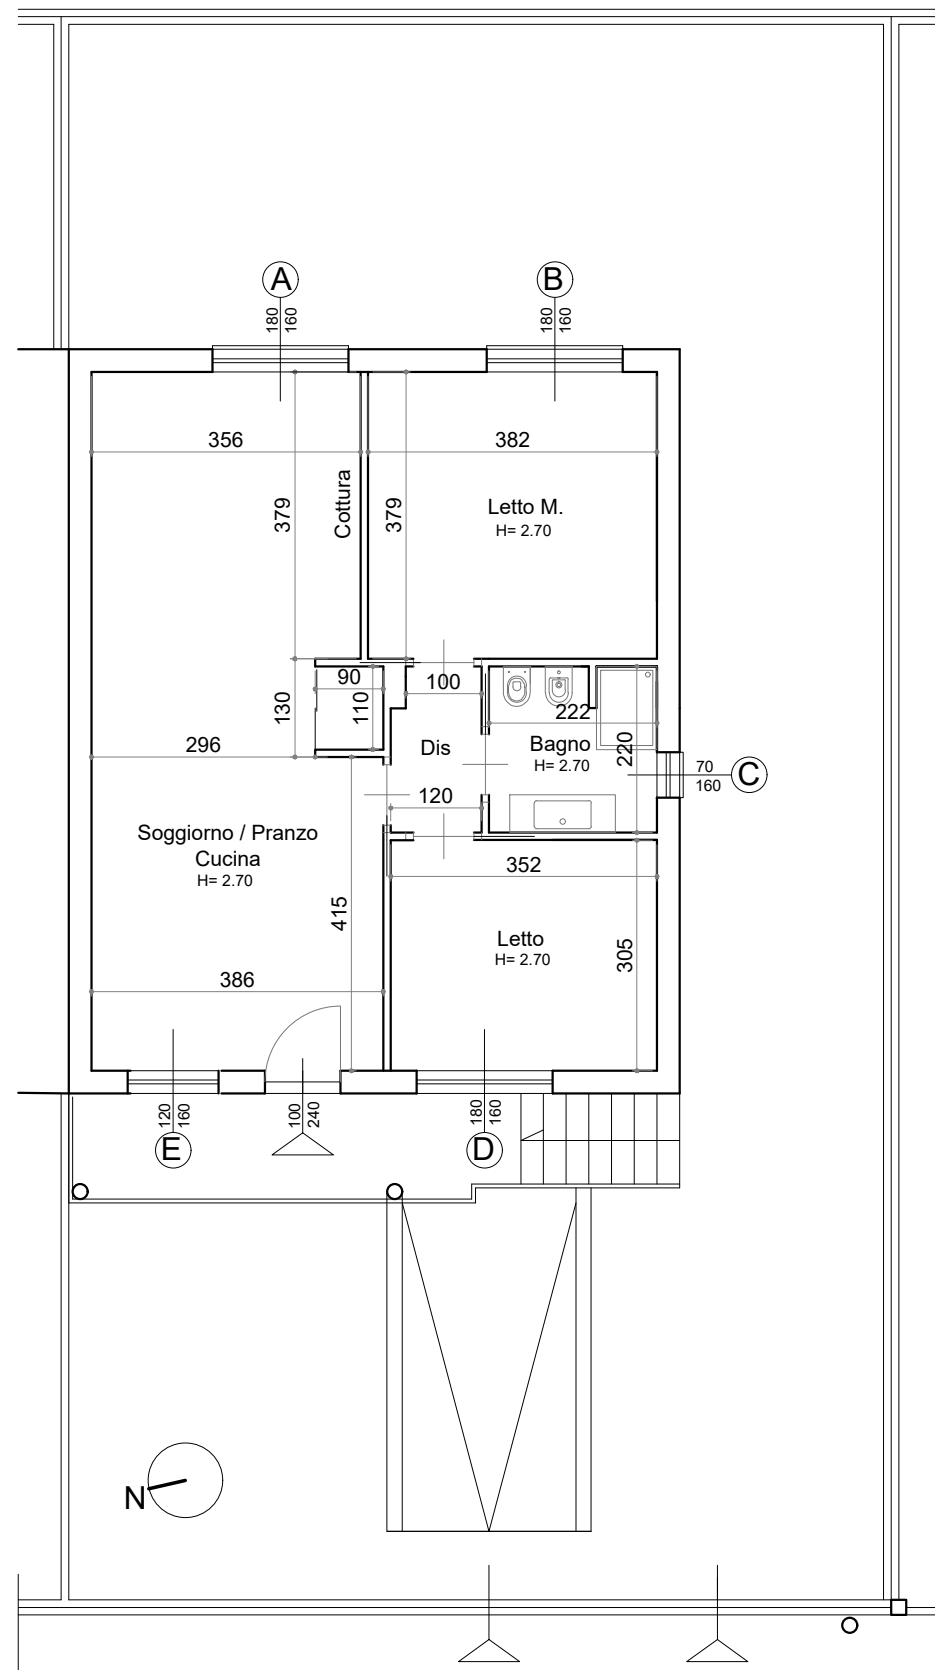 A
B
180
160
180
160
356
382
379
Cottura
379
Letto M.
H= 2.70
90
100
130
110
222
296
Dis
Bagno
H= 2.70
220
70
160
C
120
Soggiorno / Pranzo
Cucina
H= 2.70
352
415
Letto
H= 2.70
305
386
120
160
100
240
180
160
E
D
N